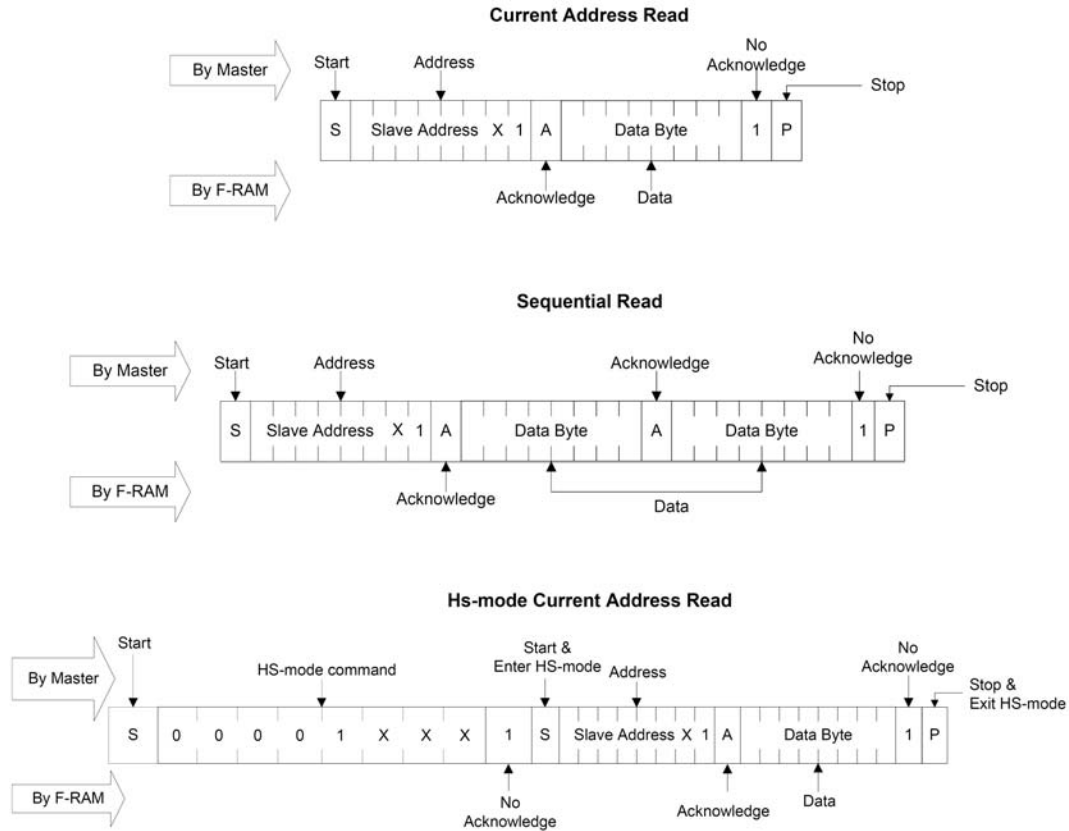 Current Address Read
By Master
Start
Address
No
Acknowledge
Stop
S Slave Address X 1 A Data Byte 1 P
By F-RAM
Acknowledge
Data
Sequential Read
By Master
Start
Address
Acknowledge
No
Acknowledge
Stop
S Slave Address X 1 A Data Byte A Data Byte 1 P
By F-RAM
Acknowledge
Data
Hs-mode Current Address Read
By Master
Start
HS-mode command
Start &
Enter HS-mode
Address
No
Acknowledge
Stop &
Exit HS-mode
S 0 0 0 0 1 X X X 1 S Slave Address X 1 A Data Byte 1 P
By F-RAM
No
Acknowledge
Acknowledge
Data